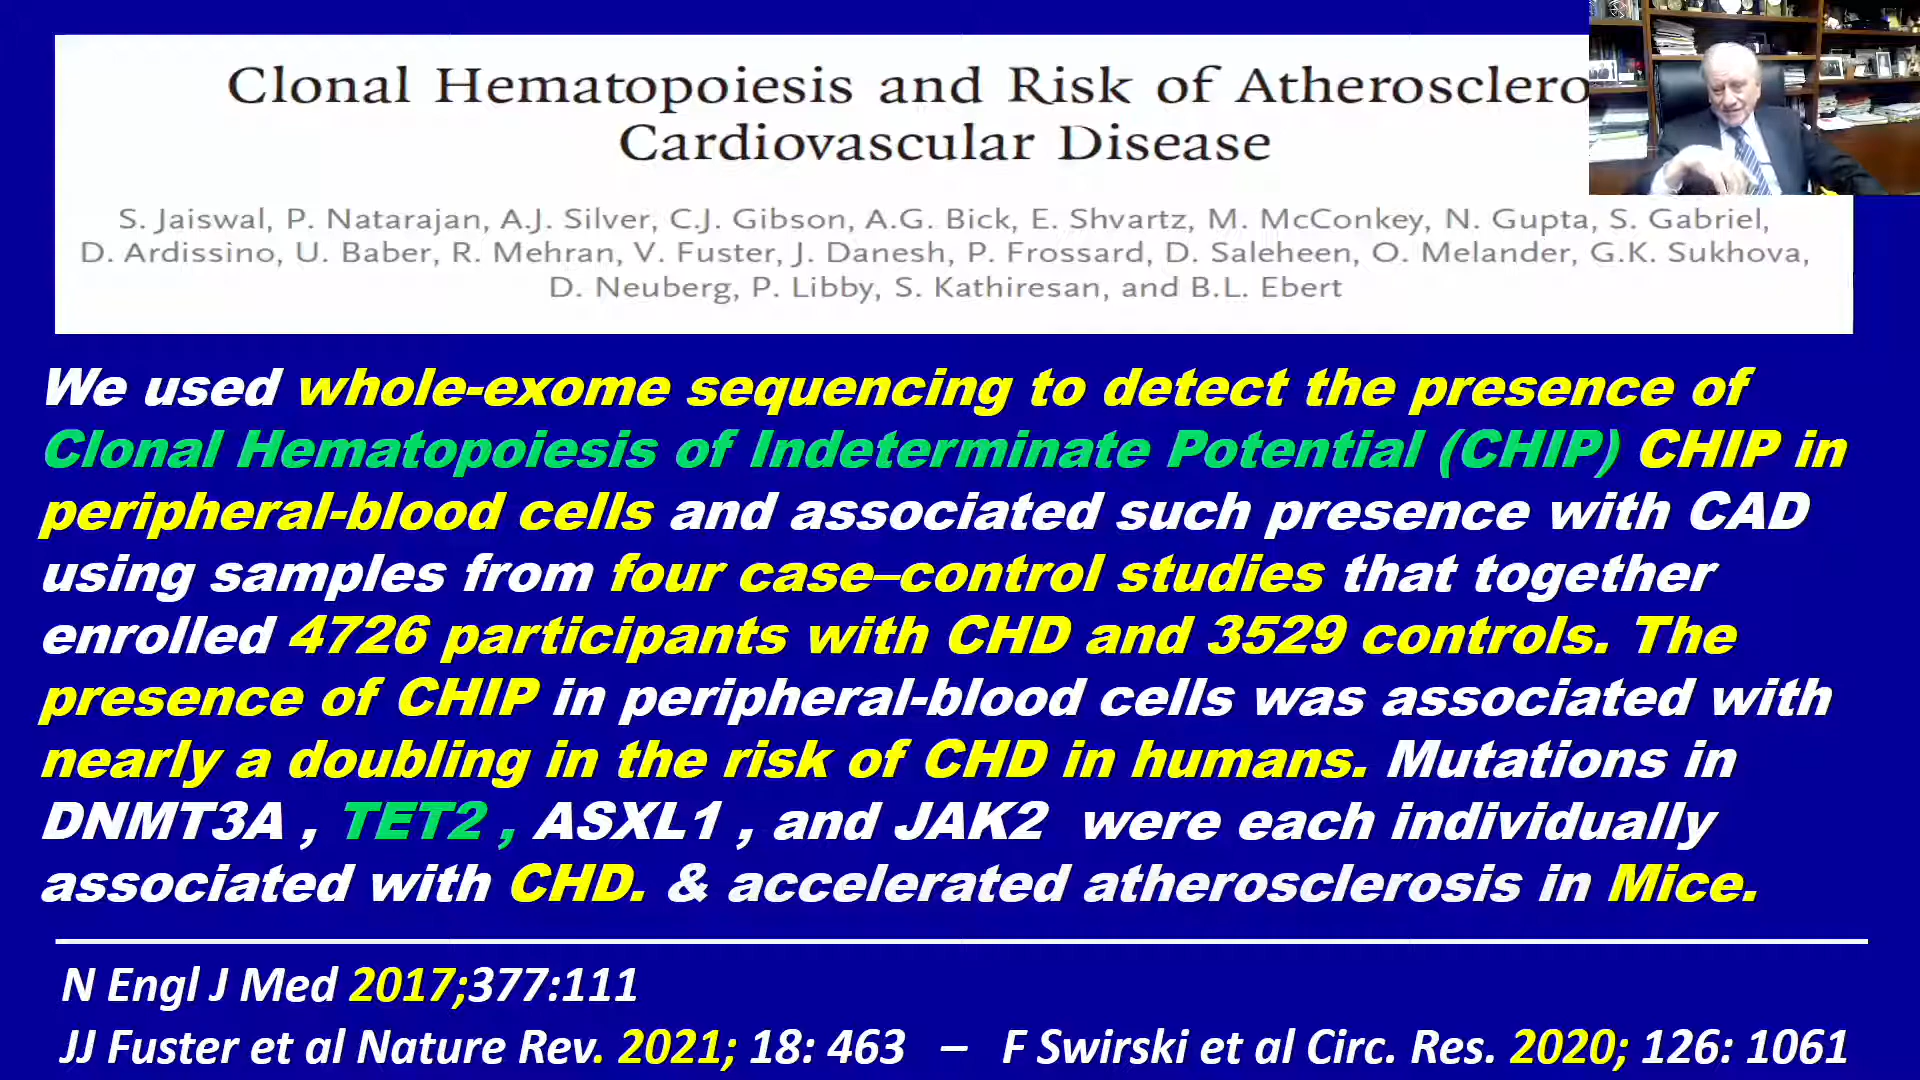 Clonal Hematopoiesis and Risk of Atherosclero
Cardiovascular Disease
S. Jaiswal, P. Natarajan, A.J. Silver, C.J. Gibson, A.G. Bick, E. Shvartz, M. McConkey, N. Gupta, S. Gabriel,
D. Ardissino, U. Baber, R. Mehran, V. Fuster, J. Danesh, P. Frossard, D. Saleheen, O. Melander, G.K. Sukhova,
D. Neuberg, P. Libby, S. Kathiresan, and B.L. Ebert
We used whole-exome sequencing to detect the presence of
Clonal Hematopoiesis of Indeterminate Potential (CHIP) CHIP in
peripheral-blood cells and associated such presence with CAD
using samples from four case–control studies that together
enrolled 4726 participants with CHD and 3529 controls. The
presence of CHIP in peripheral-blood cells was associated with
nearly a doubling in the risk of CHD in humans. Mutations in
DNMT3A , TET2 , ASXL1 , and JAK2 were each individually
associated with CHD. & accelerated atherosclerosis in Mice.
N Engl J Med 2017;377:111
JJ Fuster et al Nature Rev. 2021; 18: 463 – F Swirski et al Circ. Res. 2020; 126: 1061